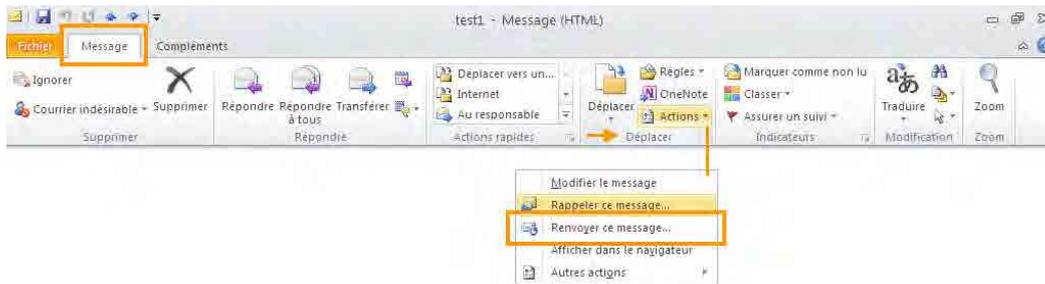 test1 - Message (HTML)
Fichier Message Compléments
Ignorer
Courrier indésirable
Supprimer
Supprimer
Répondre
Répondre à tous
Transférer
Répondre
Déplacer vers un...
Internet
Au responsable
Actions rapides
Déplacer
Règles
OneNote
Actions
Déplacer
Marquer comme non lu
Classer
Assurer un suivi
Indicateurs
Traduire
Modification
Zoom
Zoom
Modifier le message
Rappeler ce message...
Renvoyer ce message...
Afficher dans le navigateur
Autres actions